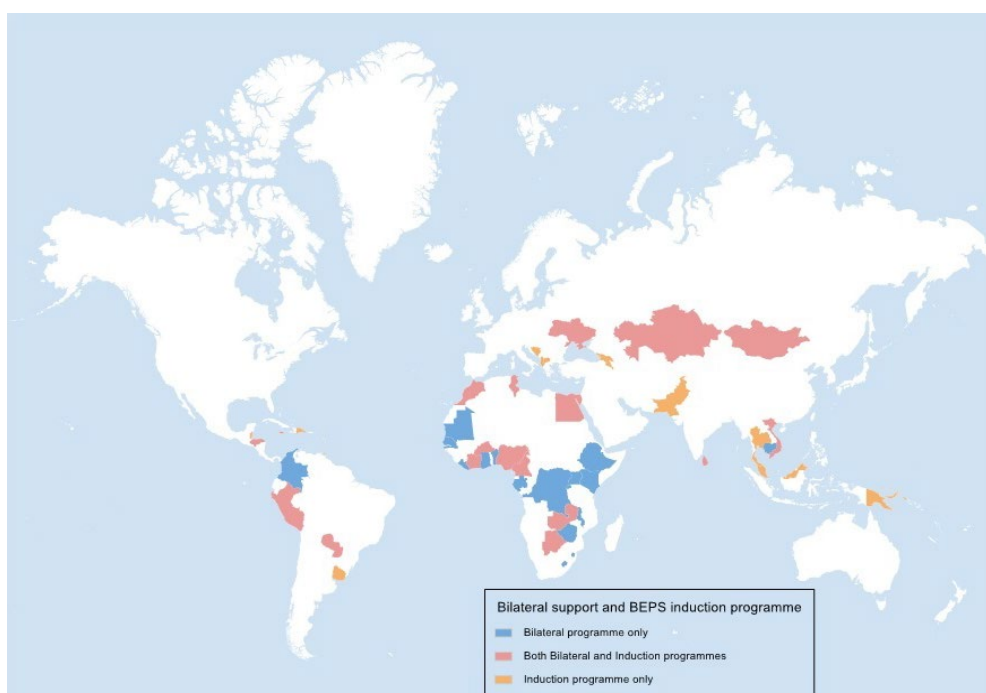 Bilateral support and BEPS induction programme
Bilateral programme only
Both Bilateral and Induction programmes
Induction programme only